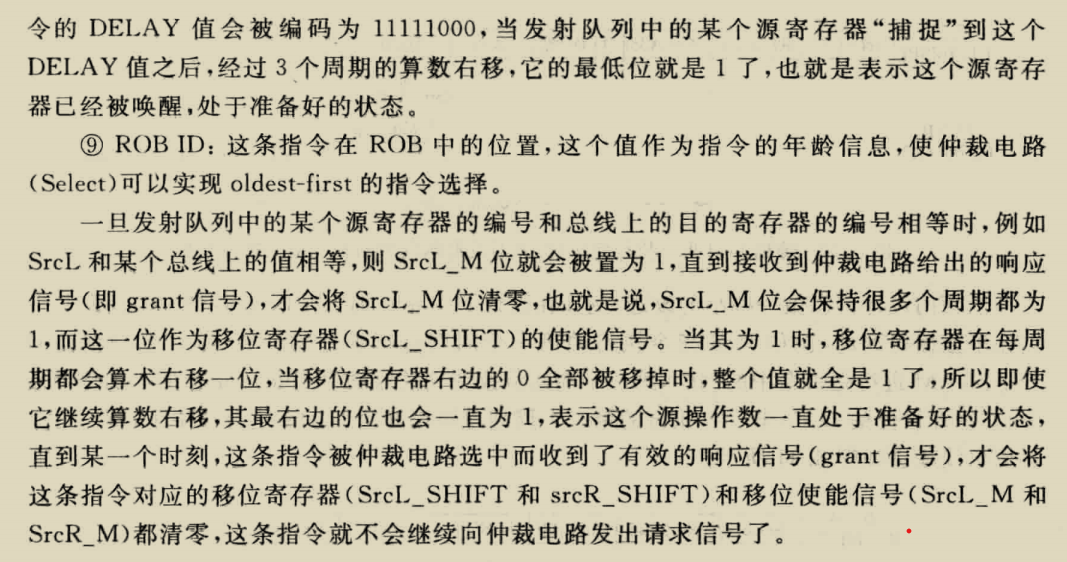 令的 DELAY 值会被编码为 11111000,当发射队列中的某个源寄存器“捕捉”到这个
DELAY 值之后,经过 3 个周期的算数右移,它的最低位就是 1 了,也就是表示这个源寄存
器已经被唤醒,处于准备好的状态。
⑨ ROB ID: 这条指令在 ROB 中的位置,这个值作为指令的年龄信息,使仲裁电路
(Select)可以实现 oldest-first 的指令选择。
一旦发射队列中的某个源寄存器的编号和总线上的目的寄存器的编号相等时,例如
SrcL 和某个总线上的值相等,则 SrcL_M 位就会被置为 1,直到接收到仲裁电路给出的响应
信号(即 grant 信号),才会将 SrcL_M 位清零,也就是说,SrcL_M 位会保持很多个周期都为
1,而这一位作为移位寄存器(SrcL_SHIFT)的使能信号。当其为 1 时,移位寄存器在每周
期都会算术右移一位,当移位寄存器右边的 0 全部被移掉时,整个值就全是 1 了,所以即使
它继续算数右移,其最右边的位也会一直为 1,表示这个源操作数一直处于准备好的状态,
直到某一个时刻,这条指令被仲裁电路选中而收到了有效的响应信号(grant 信号),才会将
这条指令对应的移位寄存器(SrcL_SHIFT 和 srcR_SHIFT)和移位使能信号(SrcL_M 和
SrcR_M)都清零,这条指令就不会继续向仲裁电路发出请求信号了。